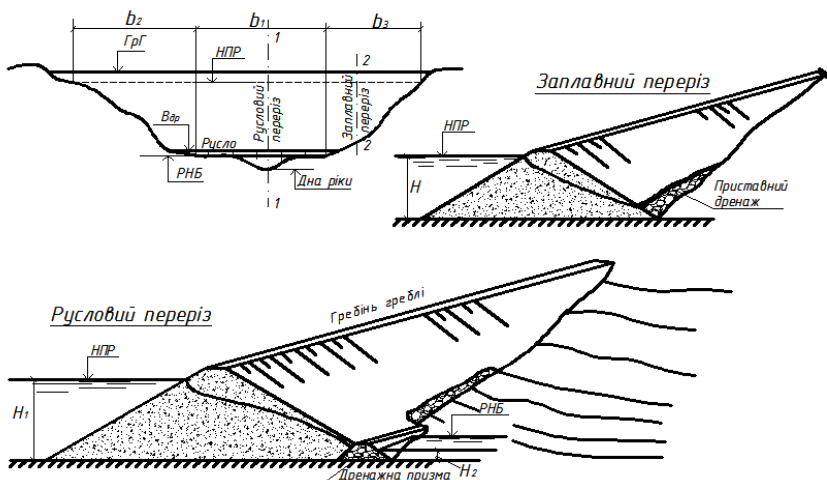 b₂
b₁
b₃
ГрГ
НПР
1
2
Русловий
переріз
Заплавний
переріз
Вдр
Русло
РНБ
Дна ріки
2
1
Заплавний переріз
НПР
H
Приставний
дренаж
Русловий переріз
Гребінь греблі
НПР
H₁
РНБ
H₂
Дренажна призма